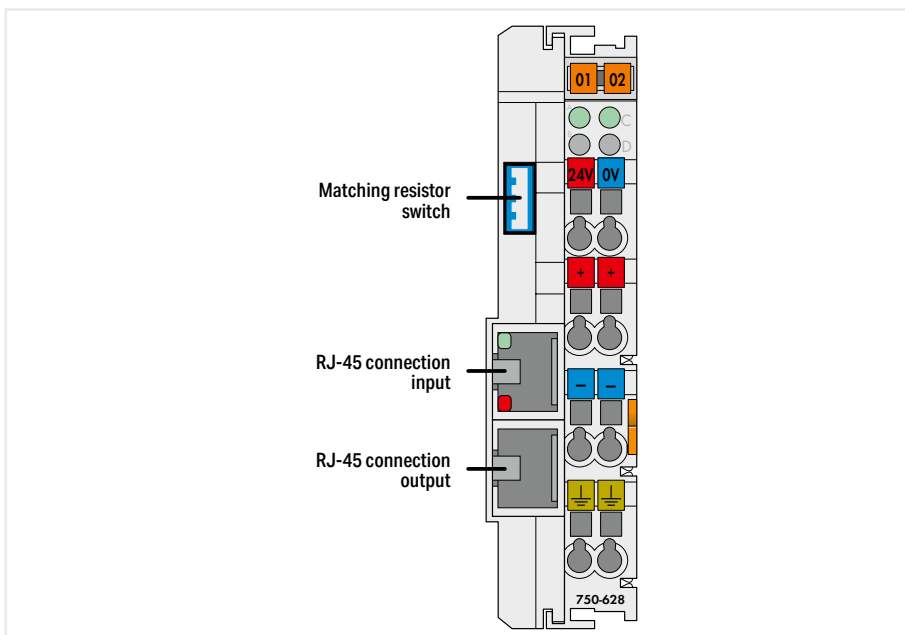 01 02
A C
D
24V 0V
Matching resistor
switch
+ +
RJ-45 connection
input
- -
RJ-45 connection
output
750-628